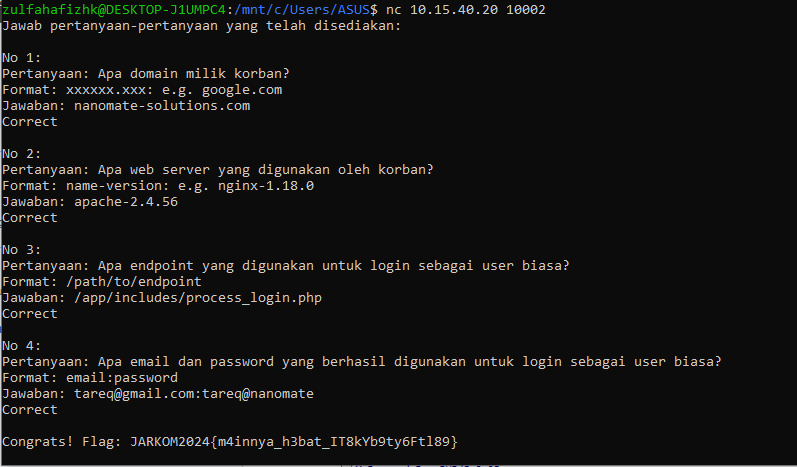 zulfahafizhk@DESKTOP-J1UMPC4:/mnt/c/Users/ASUS$ nc 10.15.40.20 10002
Jawab pertanyaan-pertanyaan yang telah disediakan:
No 1:
Pertanyaan: Apa domain milik korban?
Format: xxxxxx.xxx: e.g. google.com
Jawaban: nanomate-solutions.com
Correct
No 2:
Pertanyaan: Apa web server yang digunakan oleh korban?
Format: name-version: e.g. nginx-1.18.0
Jawaban: apache-2.4.56
Correct
No 3:
Pertanyaan: Apa endpoint yang digunakan untuk login sebagai user biasa?
Format: /path/to/endpoint
Jawaban: /app/includes/process_login.php
Correct
No 4:
Pertanyaan: Apa email dan password yang berhasil digunakan untuk login sebagai user biasa?
Format: email:password
Jawaban: tareq@gmail.com:tareq@nanomate
Correct
Congrats! Flag: JARKOM2024{m4innya_h3bat_IT8kYb9ty6Ftl89}